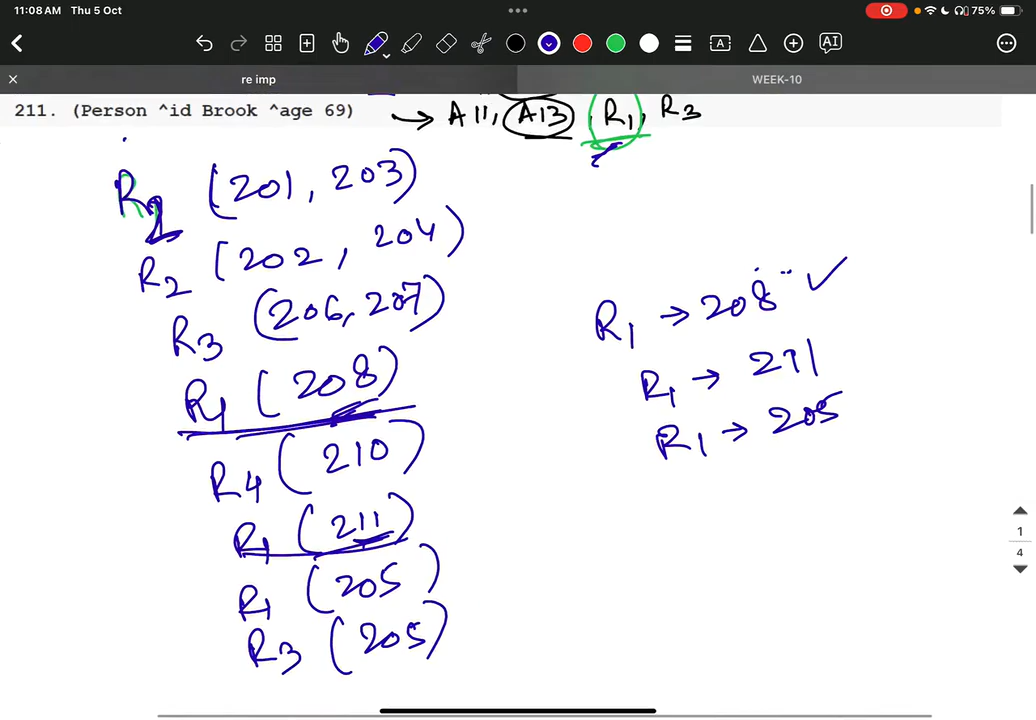 11:08 AM Thu 5 Oct
75%
re imp
WEEK-10
211. (Person ^id Brook ^age 69) → A11, A13, R1, R3
(201, 203)
R2 (202, 204)
R3 (206, 207)
R1 (208)
R4 (210)
R1 (211)
R1 (205)
R3 (205)
R1 → 208 ✓
R1 → 211
R1 → 205
1
4